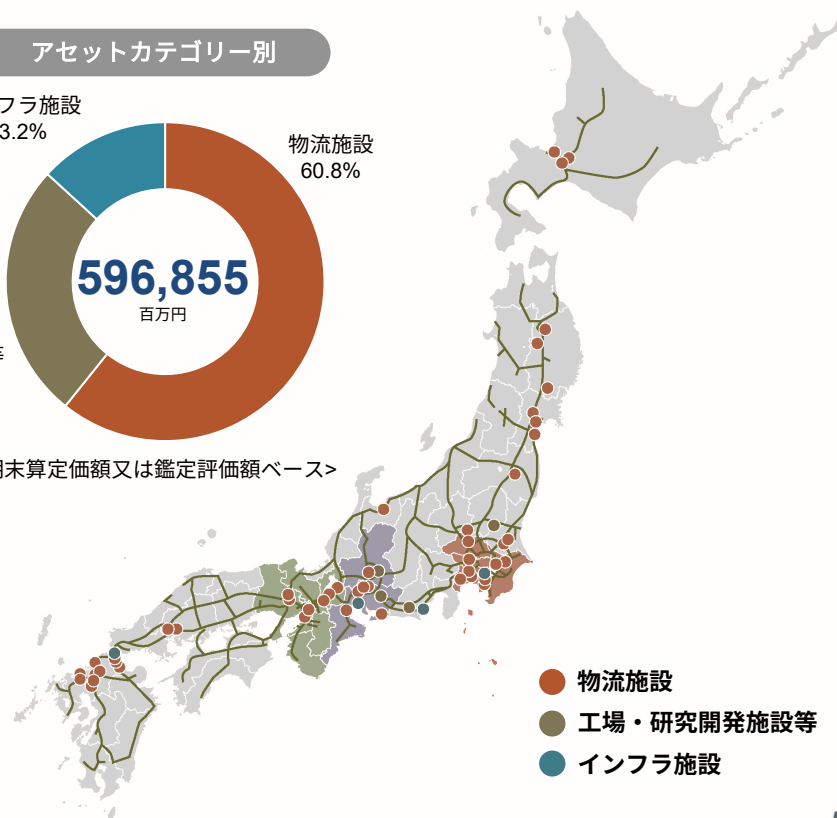 アセットカテゴリー別
フラ施設
3.2%
物流施設
60.8%
596,855
百万円
末算定価額又は鑑定評価額ベース>
物流施設
工場・研究開発施設等
インフラ施設